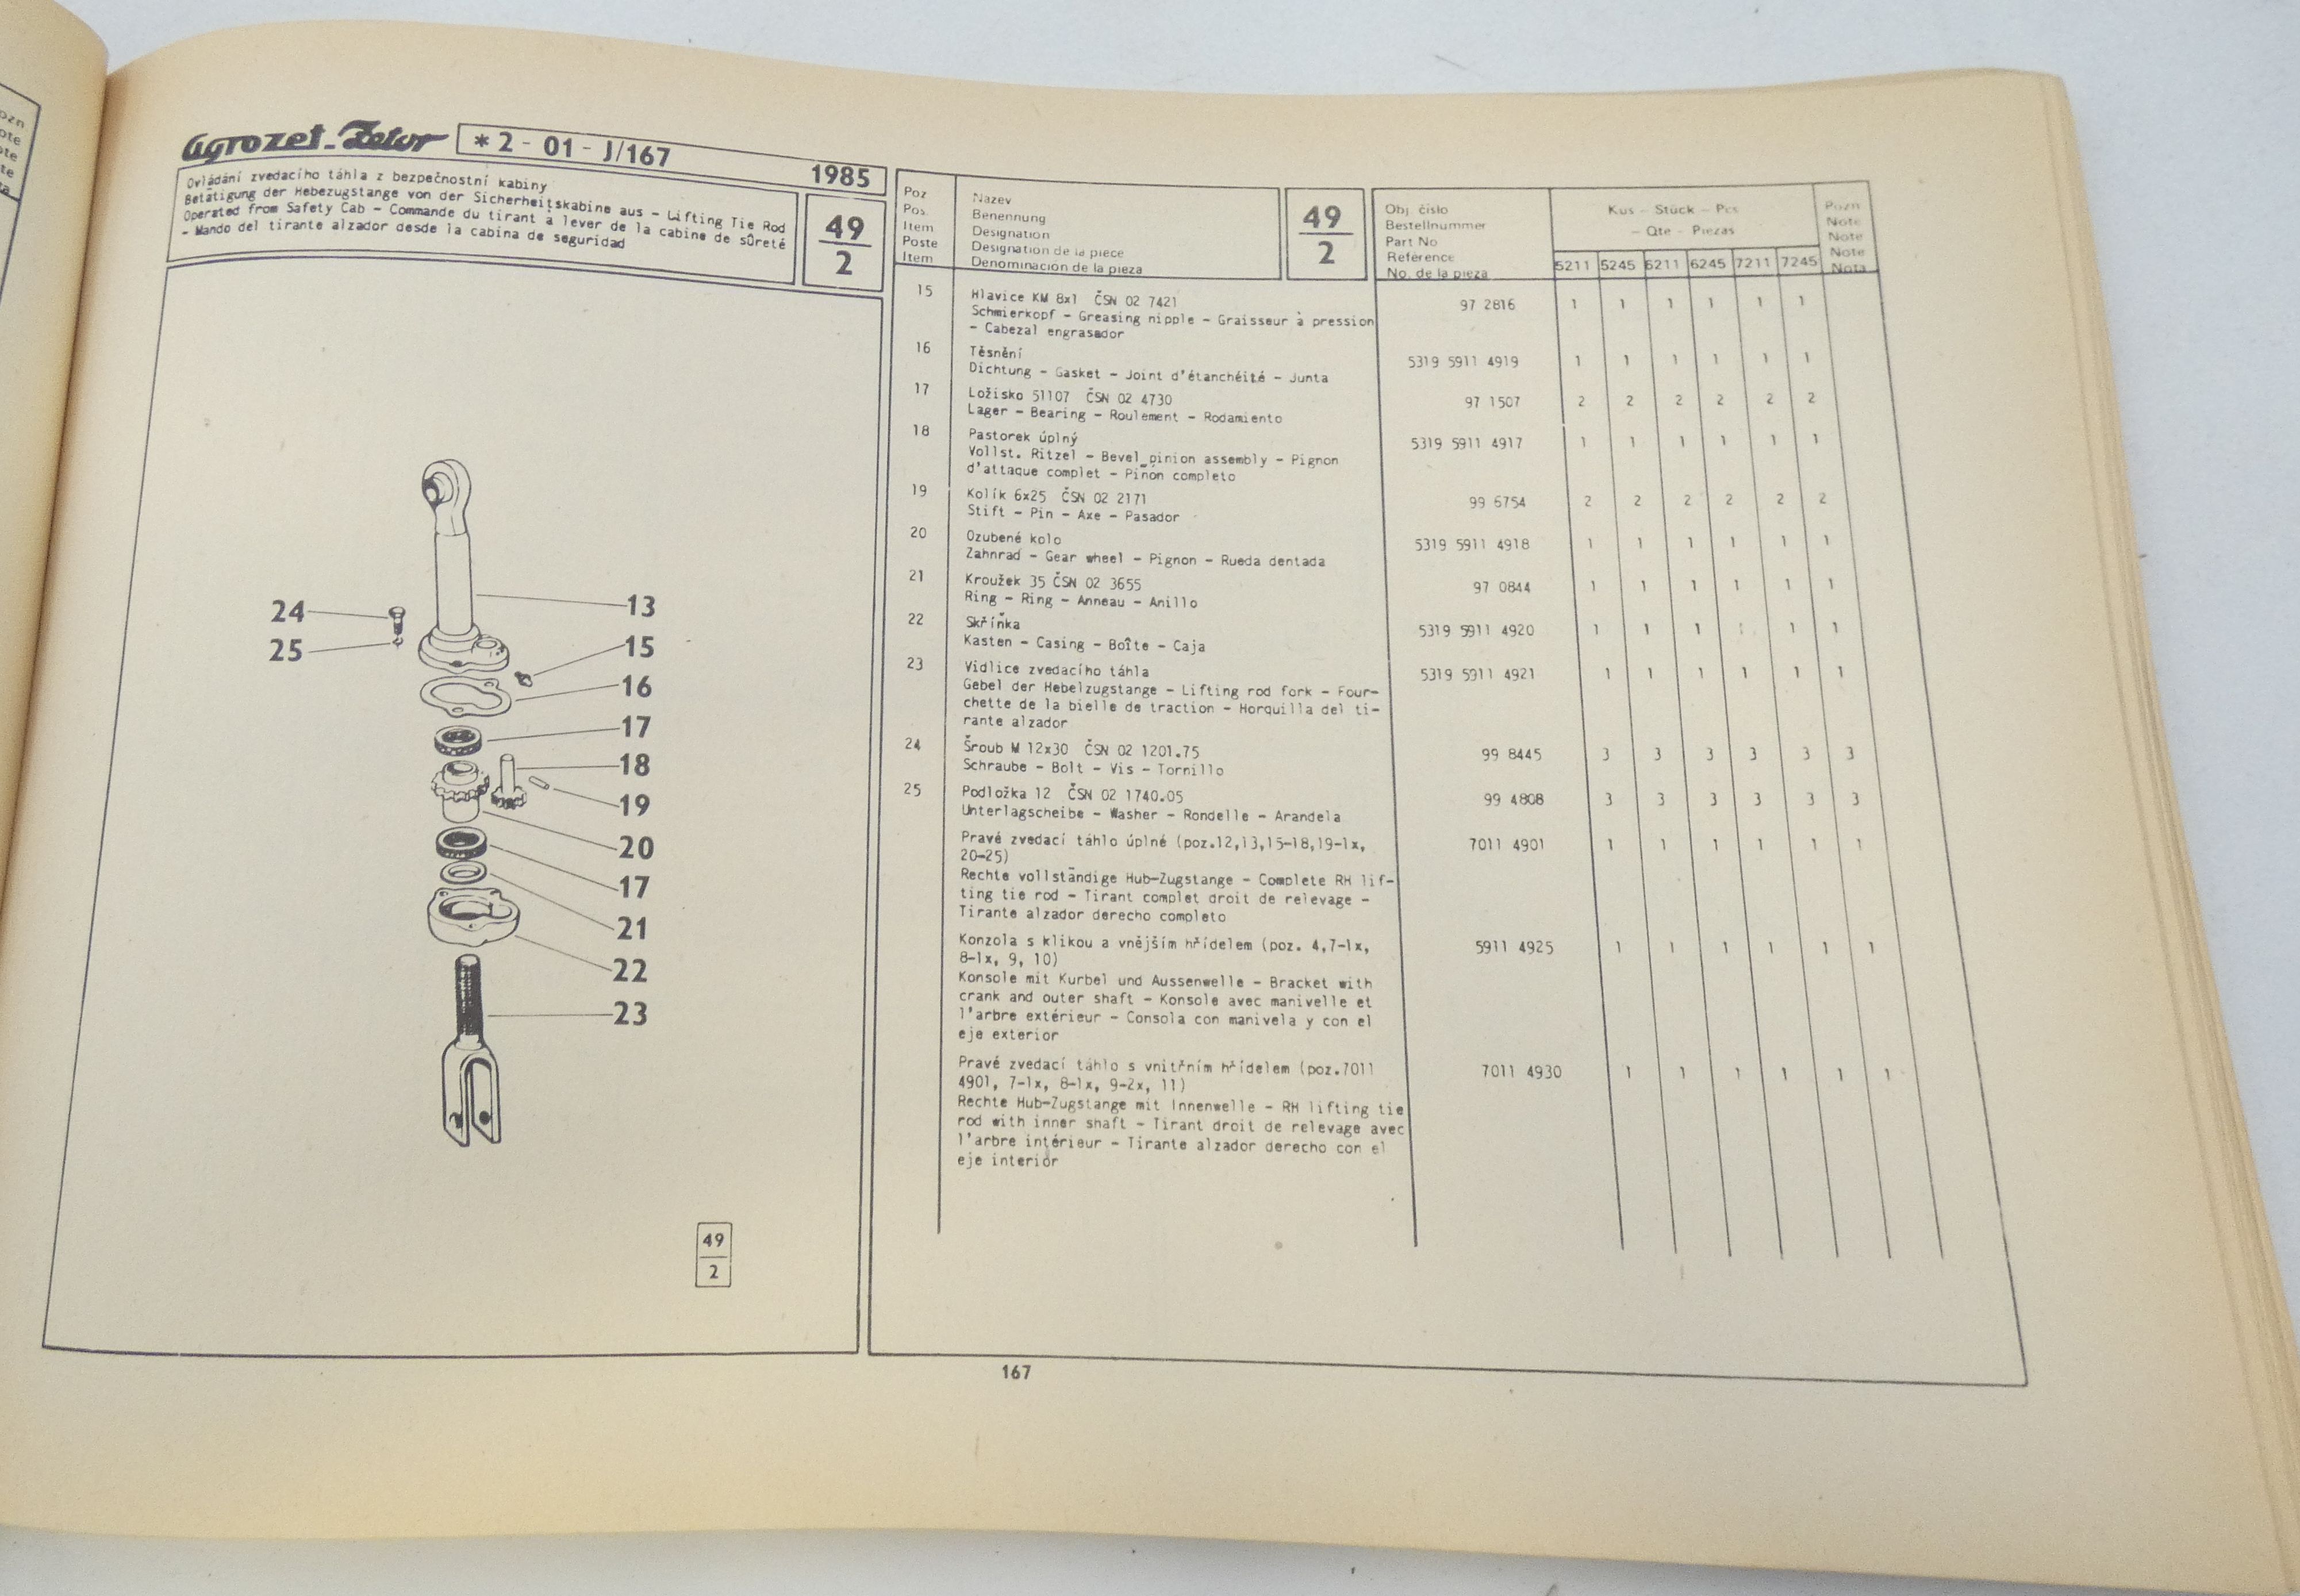 Agrozet-Zetor
* 2 - 01 - J/167
1985
Ovládání zvedacího táhla z bezpečnostní kabiny
Betätigung der Hebezugstange von der Sicherheitskabine aus - Lifting Tie Rod
Operated from Safety Cab - Commande du tirant à lever de la cabine de sûreté
- Mando del tirante alzador desde la cabina de seguridad
49
2
13
24
15
25
16
17
18
19
20
17
21
22
23
49
2
Poz
Pos.
Item
Poste
Item
Nazev
Benennung
Designation
Designation de la piece
Denominacion de la pieza
49
2
Obj číslo
Bestellnummer
Part No
Reference
No. de la pieza
Kus - Stück - Pcs
- Qte - Piezas
5211 5245 6211 6245 7211 7245
Pozn
Note
Note
Note
Nota
15 Hlavice KM 8x1 ČSN 02 7421 97 2816 1 1 1 1 1 1
Schmierkopf - Greasing nipple - Graisseur à pression
- Cabezal engrasador
16 Těsnění 5319 5911 4919 1 1 1 1 1 1
Dichtung - Gasket - Joint d'étanchéité - Junta
17 Ložisko 51107 ČSN 02 4730 97 1507 2 2 2 2 2 2
Lager - Bearing - Roulement - Rodamiento
18 Pastorek úplný 5319 5911 4917 1 1 1 1 1 1
Vollst. Ritzel - Bevel pinion assembly - Pignon
d'attaque complet - Piñón completo
19 Kolík 6x25 ČSN 02 2171 99 6754 2 2 2 2 2 2
Stift - Pin - Axe - Pasador
20 Ozubené kolo 5319 5911 4918 1 1 1 1 1 1
Zahnrad - Gear wheel - Pignon - Rueda dentada
21 Kroužek 35 ČSN 02 3655 97 0844 1 1 1 1 1 1
Ring - Ring - Anneau - Anillo
22 Skříňka 5319 5911 4920 1 1 1 1 1 1
Kasten - Casing - Boîte - Caja
23 Vidlice zvedacího táhla 5319 5911 4921 1 1 1 1 1 1
Gebel der Hebelzugstange - Lifting rod fork - Four-
chette de la bielle de traction - Horquilla del ti-
rante alzador
24 Šroub M 12x30 ČSN 02 1201.75 99 8445 3 3 3 3 3 3
Schraube - Bolt - Vis - Tornillo
25 Podložka 12 ČSN 02 1740.05 99 4808 3 3 3 3 3 3
Unterlagscheibe - Washer - Rondelle - Arandela
Pravé zvedací táhlo úplné (poz.12,13,15-18,19-1x, 7011 4901 1 1 1 1 1 1
20-25)
Rechte vollständige Hub-Zugstange - Complete RH lif-
ting tie rod - Tirant complet droit de relevage -
Tirante alzador derecho completo
Konzola s klikou a vnějším hřídelem (poz. 4,7-1x, 5911 4925 1 1 1 1 1 1
8-1x, 9, 10)
Konsole mit Kurbel und Aussenwelle - Bracket with
crank and outer shaft - Konsole avec manivelle et
l'arbre extérieur - Consola con manivela y con el
eje exterior
Pravé zvedací táhlo s vnitřním hřídelem (poz.7011 7011 4930 1 1 1 1 1 1
4901, 7-1x, 8-1x, 9-2x, 11)
Rechte Hub-Zugstange mit Innenwelle - RH lifting tie
rod with inner shaft - Tirant droit de relevage avec
l'arbre intérieur - Tirante alzador derecho con el
eje interiór
167